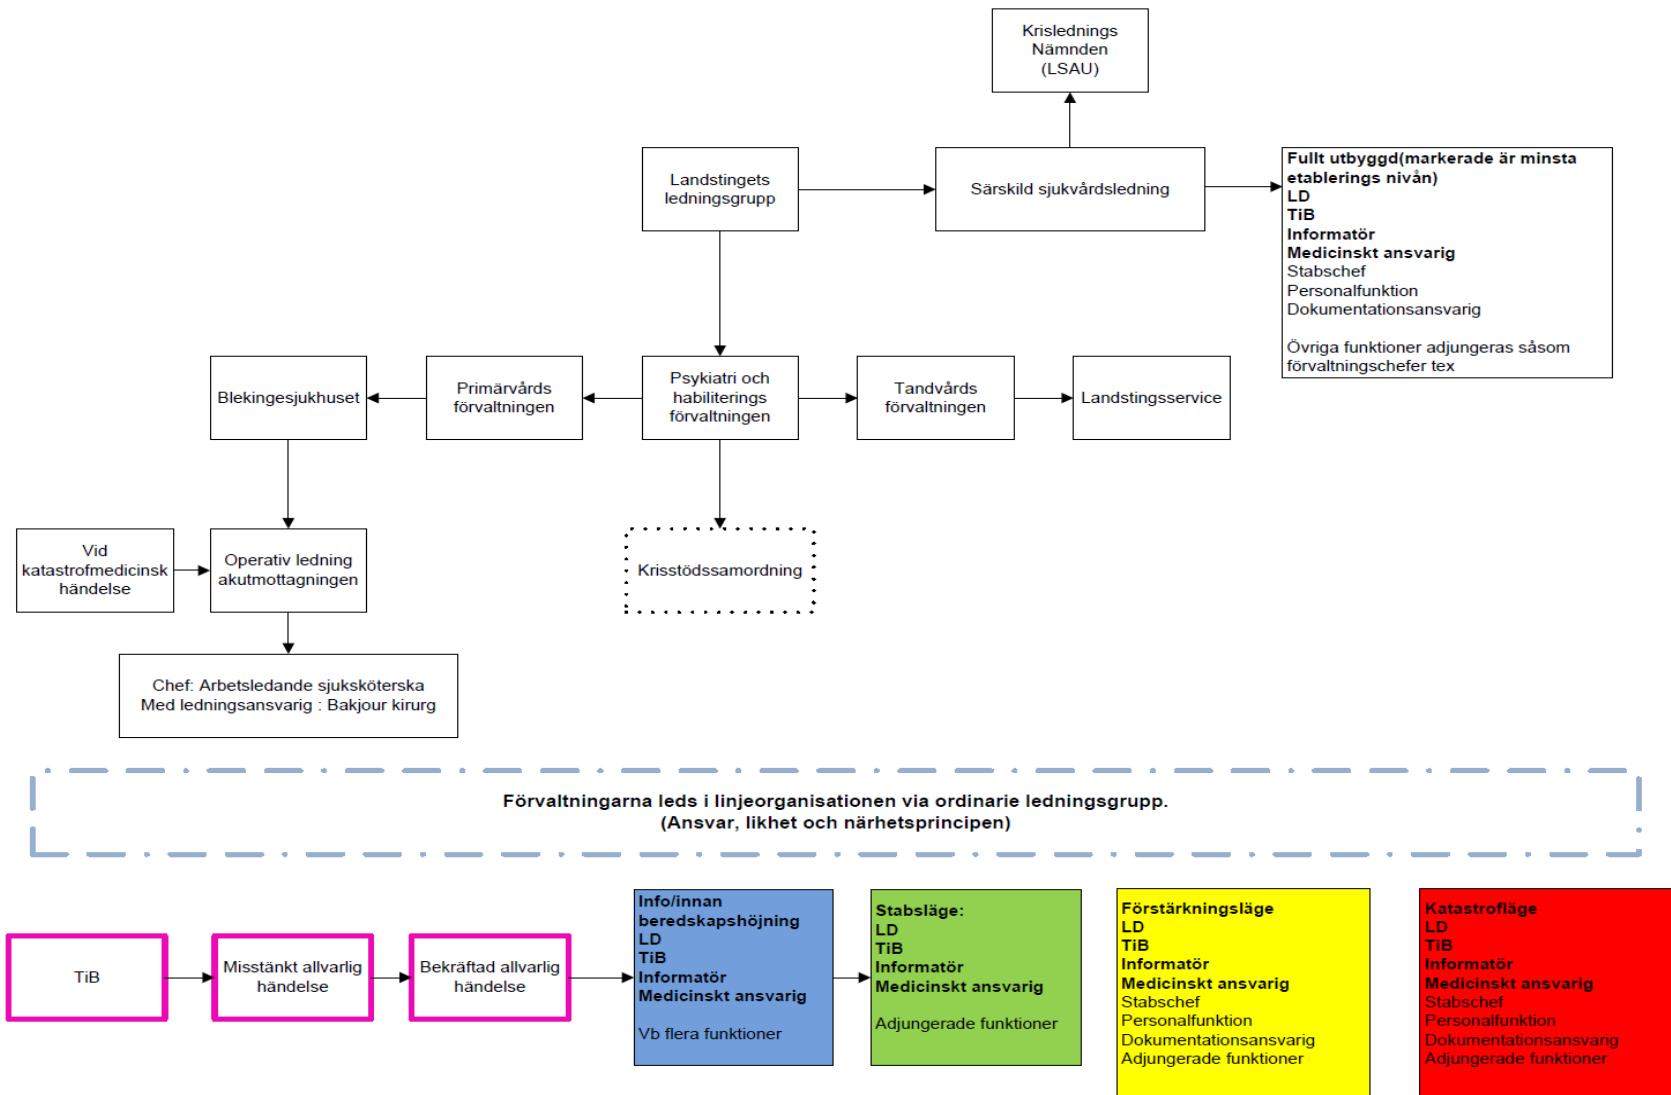 Krislednings
Nämnden
(LSAU)
Landstingets
ledningsgrupp
Särskild sjukvårdsledning
Fullt utbyggd(markerade är minsta
etablerings nivån)
LD
TiB
Informatör
Medicinskt ansvarig
Stabschef
Personalfunktion
Dokumentationsansvarig
Övriga funktioner adjungeras såsom
förvaltningschefer tex
Blekingesjukhuset
Primärvårds
förvaltningen
Psykiatri och
habiliterings
förvaltningen
Tandvårds
förvaltningen
Landstingsservice
Vid
katastrofmedicinsk
händelse
Operativ ledning
akutmottagningen
Krisstödssamordning
Chef: Arbetsledande sjuksköterska
Med ledningsansvarig : Bakjour kirurg
Förvaltningarna leds i linjeorganisationen via ordinarie ledningsgrupp.
(Ansvar, likhet och närhetsprincipen)
TiB
Misstänkt allvarlig
händelse
Bekräftad allvarlig
händelse
Info/innan
beredskapshöjning
LD
TiB
Informatör
Medicinskt ansvarig
Vb flera funktioner
Stabsläge:
LD
TiB
Informatör
Medicinskt ansvarig
Adjungerade funktioner
Förstärkningsläge
LD
TiB
Informatör
Medicinskt ansvarig
Stabschef
Personalfunktion
Dokumentationsansvarig
Adjungerade funktioner
Katastrofläge
LD
TiB
Informatör
Medicinskt ansvarig
Stabschef
Personalfunktion
Dokumentationsansvarig
Adjungerade funktioner